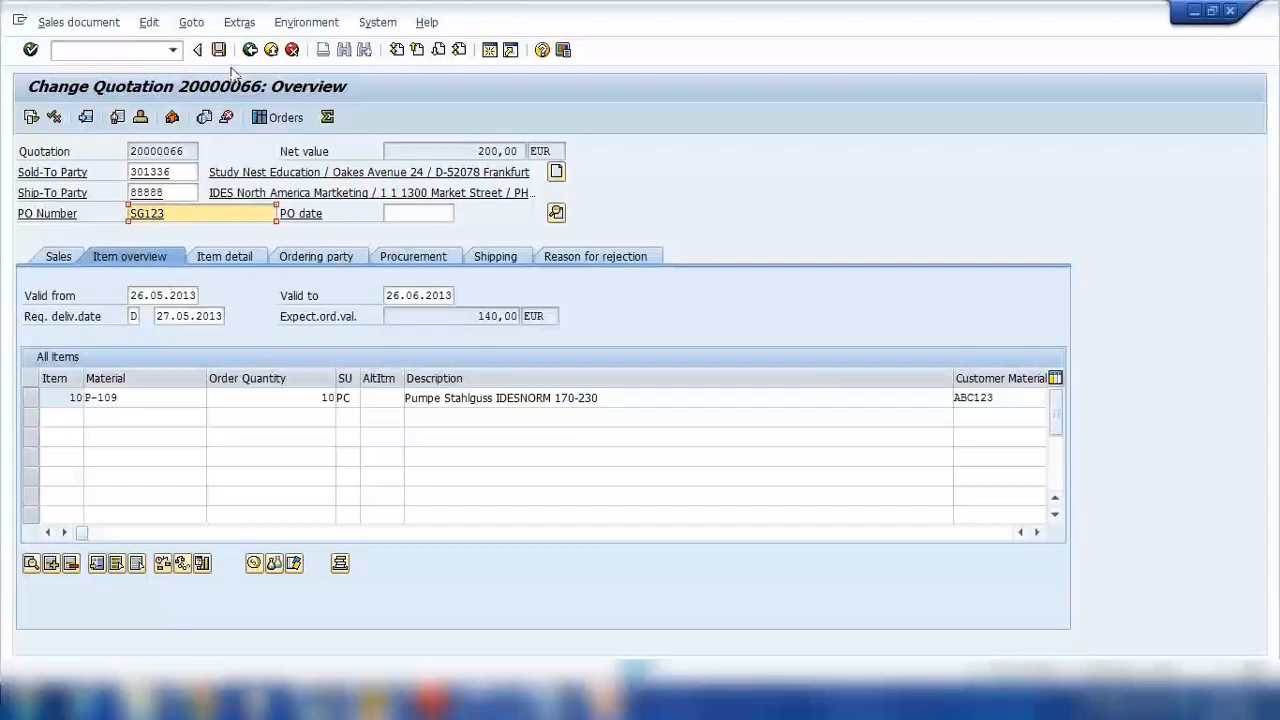 Sales document Edit Goto Extras Environment System Help
Change Quotation 20000066: Overview
Orders
Quotation 20000066 Net value 200,00 EUR
Sold-To Party 301336 Study Nest Education / Oakes Avenue 24 / D-52078 Frankfurt
Ship-To Party 88888 IDES North America Martketing / 1 1 1300 Market Street / PH...
PO Number SG123 PO date
Sales Item overview Item detail Ordering party Procurement Shipping Reason for rejection
Valid from 26.05.2013 Valid to 26.06.2013
Req. deliv.date D 27.05.2013 Expect.ord.val. 140,00 EUR
All items
Item Material Order Quantity SU AltItm Description Customer Material
10 P-109 10 PC Pumpe Stahlguss IDESNORM 170-230 ABC123